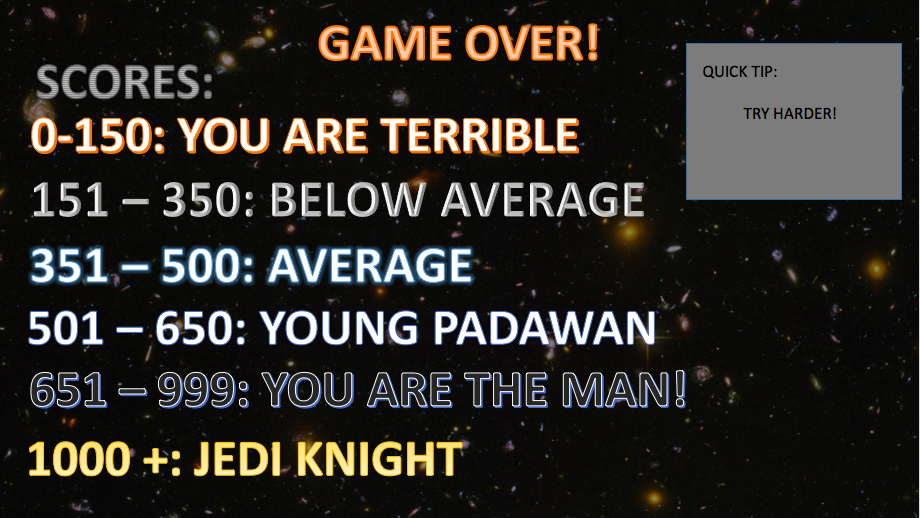 GAME OVER!
SCORES:
0-150: YOU ARE TERRIBLE
151 – 350: BELOW AVERAGE
351 – 500: AVERAGE
501 – 650: YOUNG PADAWAN
651 – 999: YOU ARE THE MAN!
1000 +: JEDI KNIGHT
QUICK TIP:
TRY HARDER!